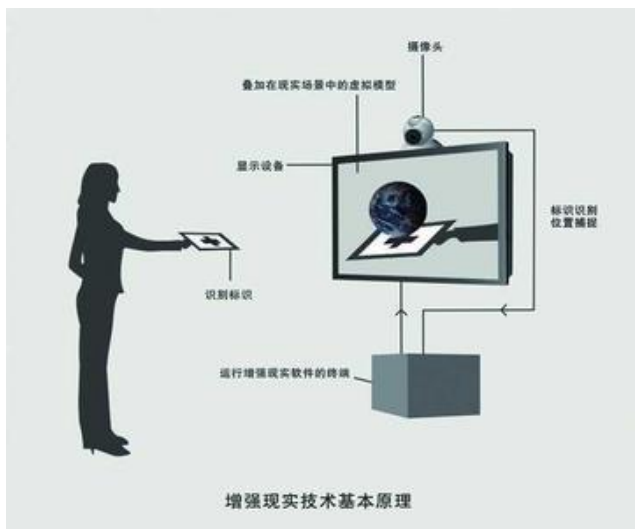 摄像头
叠加在现实场景中的虚拟模型
显示设备
标识识别
位置捕捉
识别标识
运行增强现实软件的终端
增强现实技术基本原理